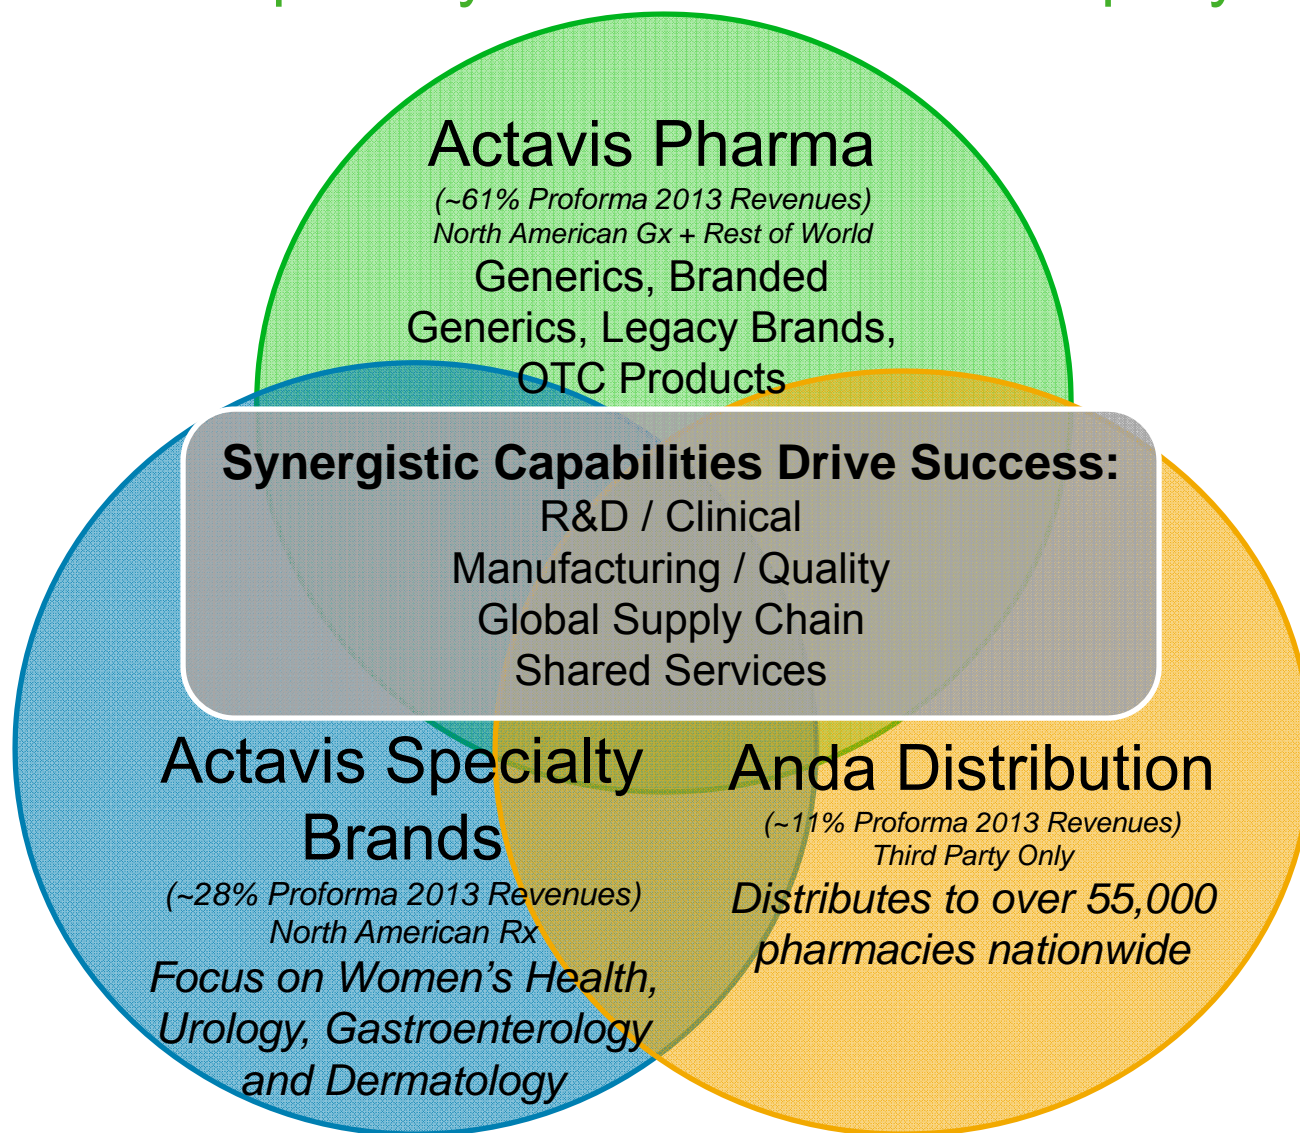 Actavis Pharma
(~61% Proforma 2013 Revenues)
North American Gx + Rest of World
Generics, Branded
Generics, Legacy Brands,
OTC Products
Synergistic Capabilities Drive Success:
R&D / Clinical
Manufacturing / Quality
Global Supply Chain
Shared Services
Actavis Specialty
Brands
(~28% Proforma 2013 Revenues)
North American Rx
Focus on Women’s Health,
Urology, Gastroenterology
and Dermatology
Anda Distribution
(~11% Proforma 2013 Revenues)
Third Party Only
Distributes to over 55,000
pharmacies nationwide